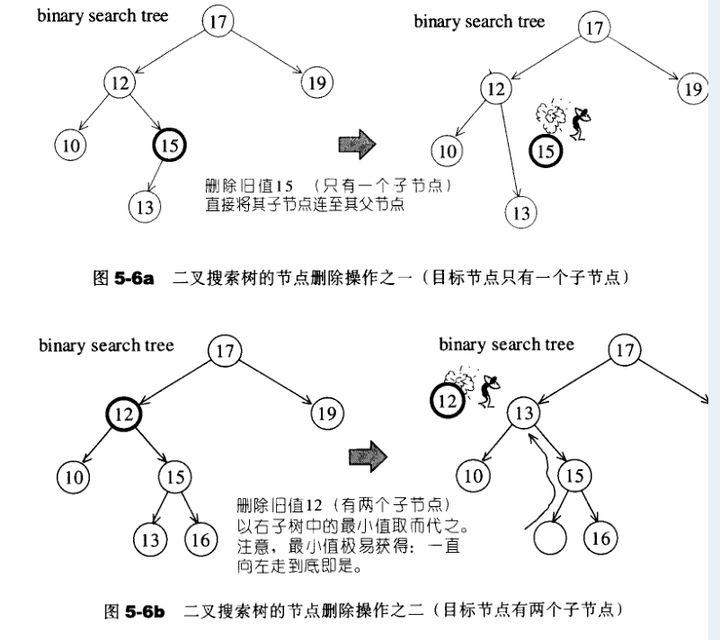 binary search tree
17
12
19
10
15
13
删除旧值15 (只有一个子节点)
直接将其子节点连至其父节点
binary search tree
17
12
19
10
15
13
图 5-6a 二叉搜索树的节点删除操作之一 (目标节点只有一个子节点)
binary search tree
17
12
19
10
15
13
16
删除旧值12 (有两个子节点)
以右子树中的最小值取而代之。
注意，最小值极易获得：一直
向左走到底即是。
binary search tree
17
12
13
10
15
16
图 5-6b 二叉搜索树的节点删除操作之二 (目标节点有两个子节点)